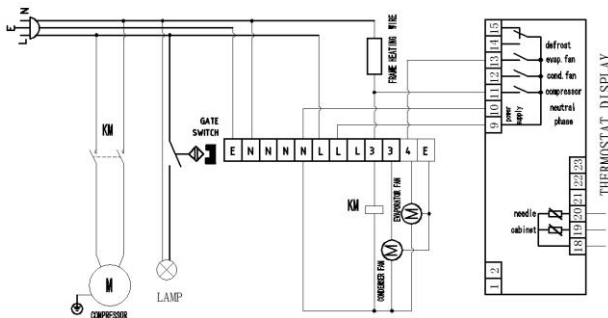 N
E
L
KM
GATE
SWITCH
FRAME HEATING WIRE
E N N N N L L L 3 3 4 E
KM
EVAPORATOR FAN
M
CONDENSER FAN
M
M
COMPRESSOR
LAMP
15
14
13
12
11
10
9
defrost
evap. fan
cond. fan
compressor
neutral
phase
power
supply
THERMOSTAT DISPLAY
23
22
21
20
19
18
needle
cabinet
2
1